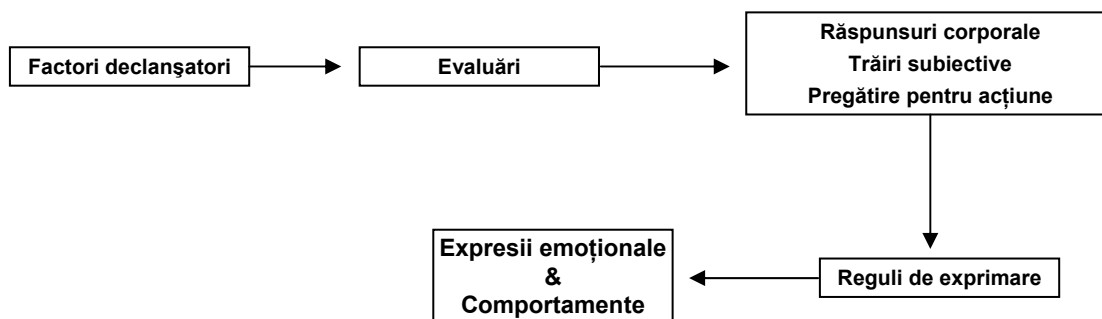 Factori declanşatori
Evaluări
Răspunsuri corporale
Trăiri subiective
Pregătire pentru acțiune
Reguli de exprimare
Expresii emoționale
&
Comportamente